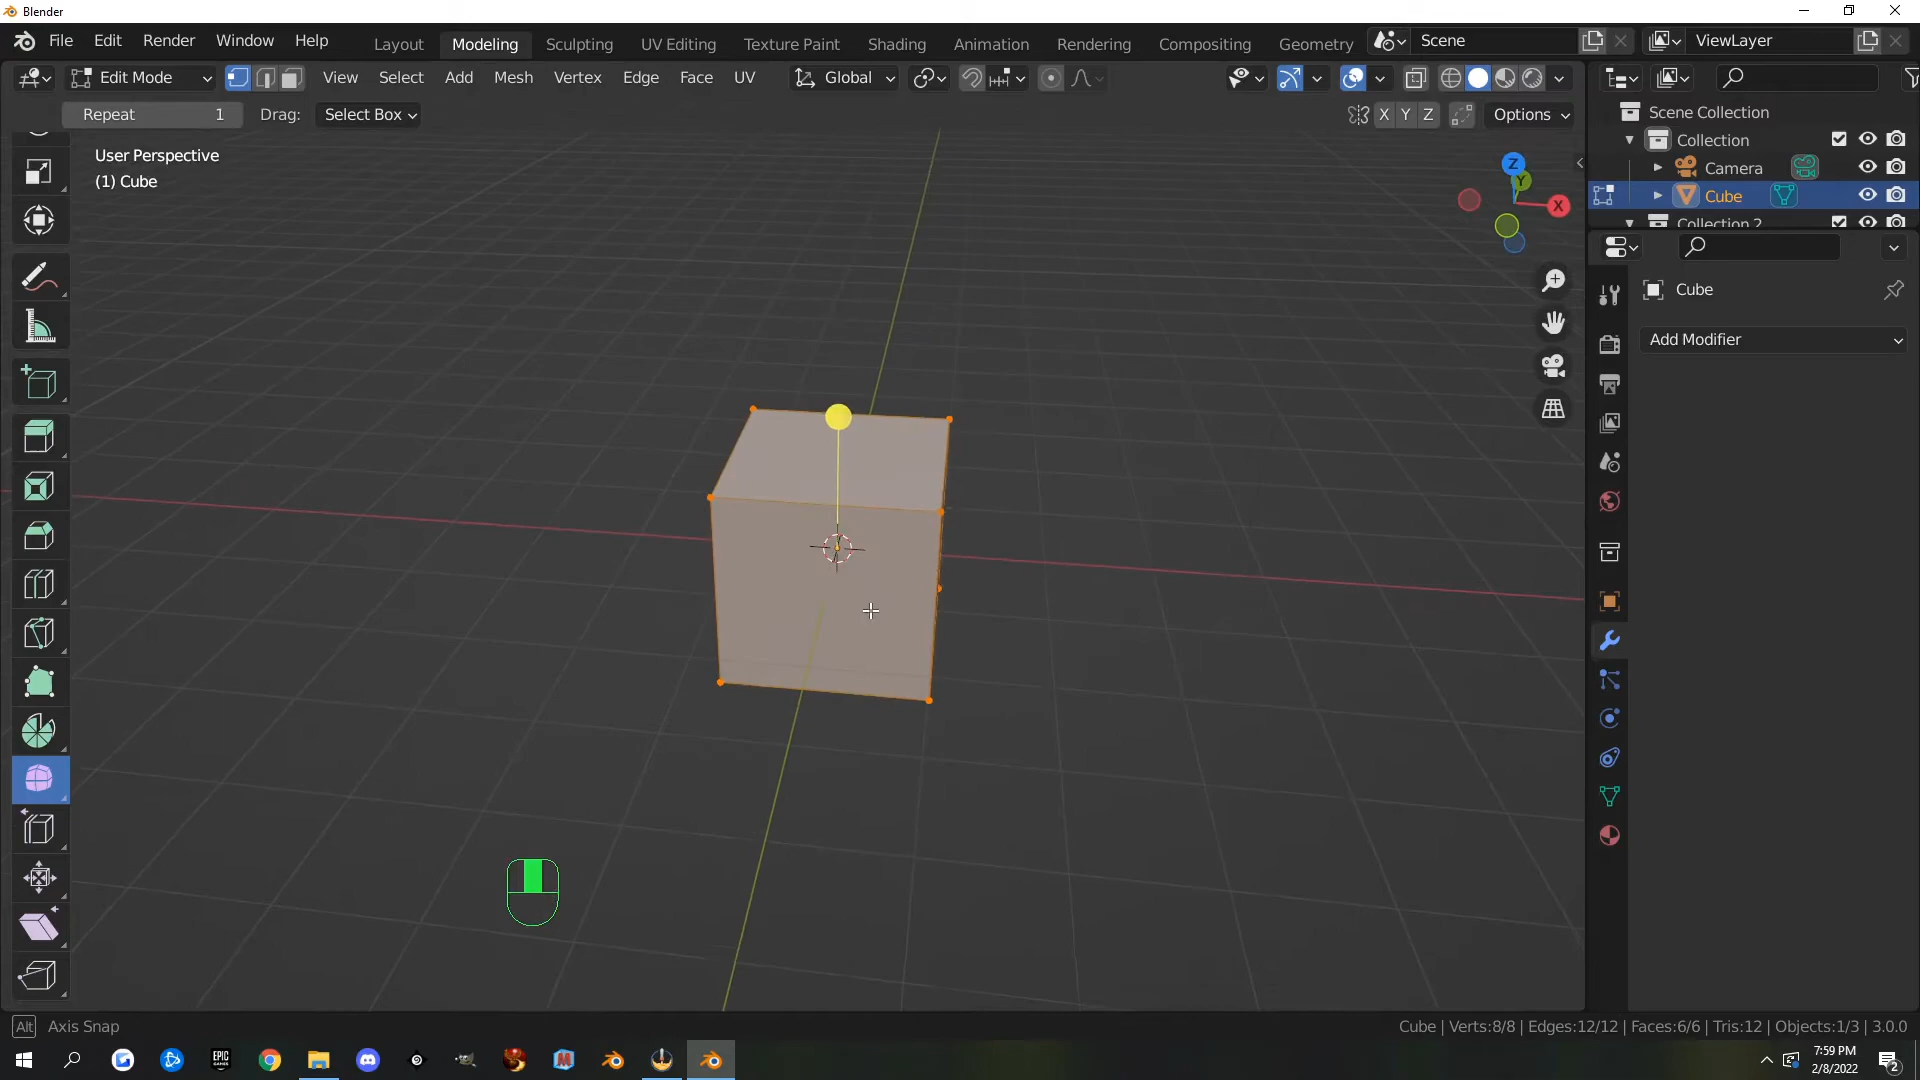 Blender
File Edit Render Window Help Layout Modeling Sculpting UV Editing Texture Paint Shading Animation Rendering Compositing Geometry Scene ViewLayer
Edit Mode View Select Add Mesh Vertex Edge Face UV Global
Repeat 1 Drag: Select Box X Y Z Options
User Perspective
(1) Cube
Z
Y
X
Scene Collection
Collection
Camera
Cube
Collection 2
Cube
Add Modifier
Alt Axis Snap
Cube | Verts:8/8 | Edges:12/12 | Faces:6/6 | Tris:12 | Objects:1/3 | 3.0.0
EPIC
GAMES
M
7:59 PM
2/8/2022
2